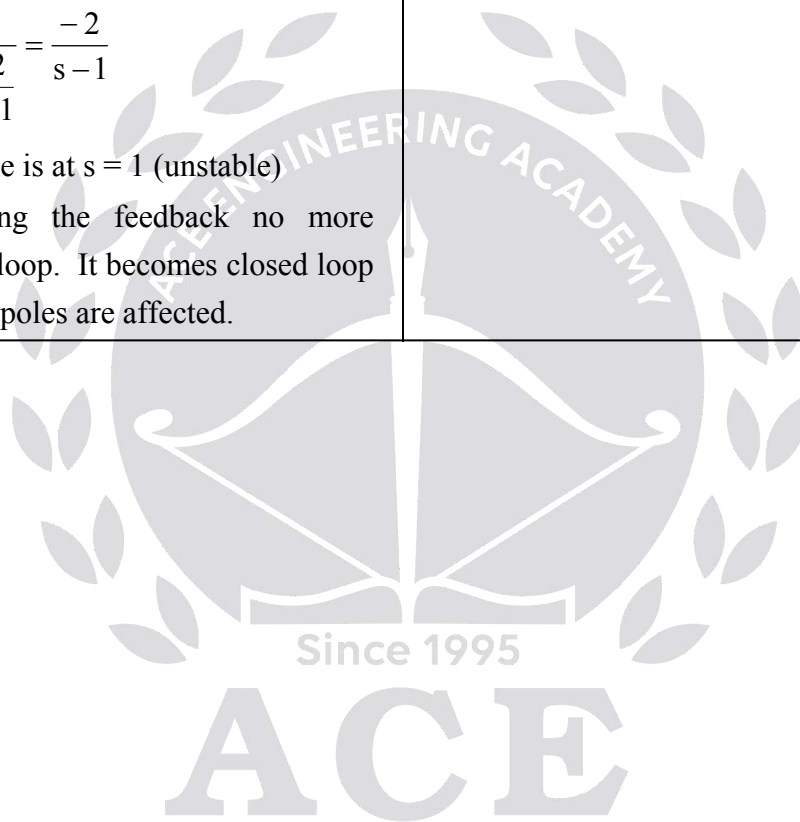 = −2 / s − 1
2
1
e is at s = 1 (unstable)
ng the feedback no more
loop. It becomes closed loop
poles are affected.
ACE ENGINEERING ACADEMY
Since 1995
ACE